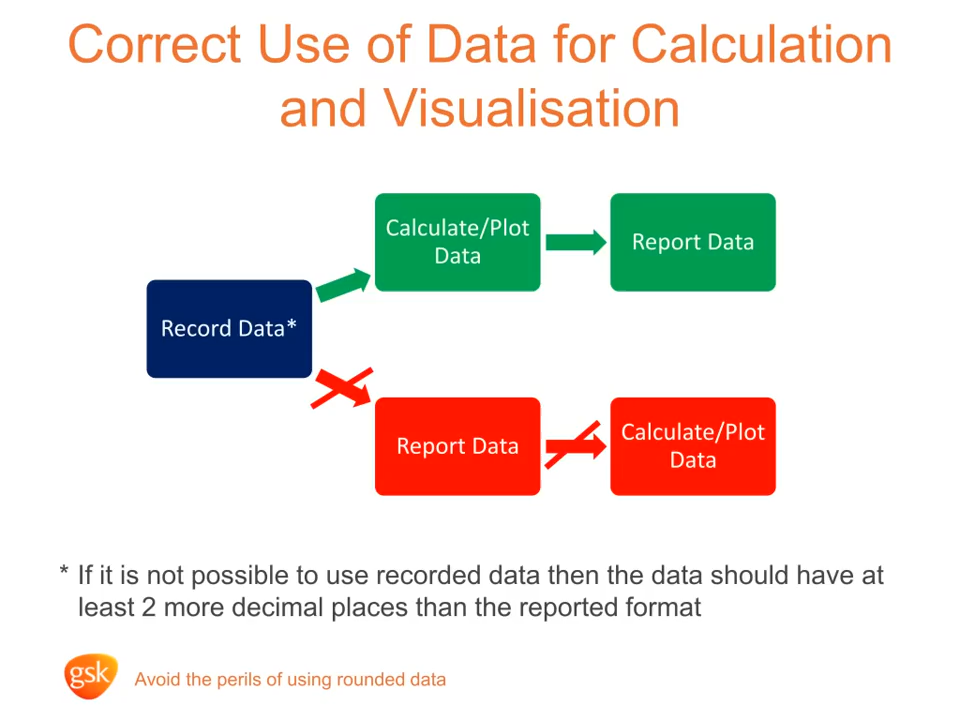 Correct Use of Data for Calculation
and Visualisation
Calculate/Plot
Data
Report Data
Record Data*
Report Data
Calculate/Plot
Data
* If it is not possible to use recorded data then the data should have at
least 2 more decimal places than the reported format
gsk
Avoid the perils of using rounded data